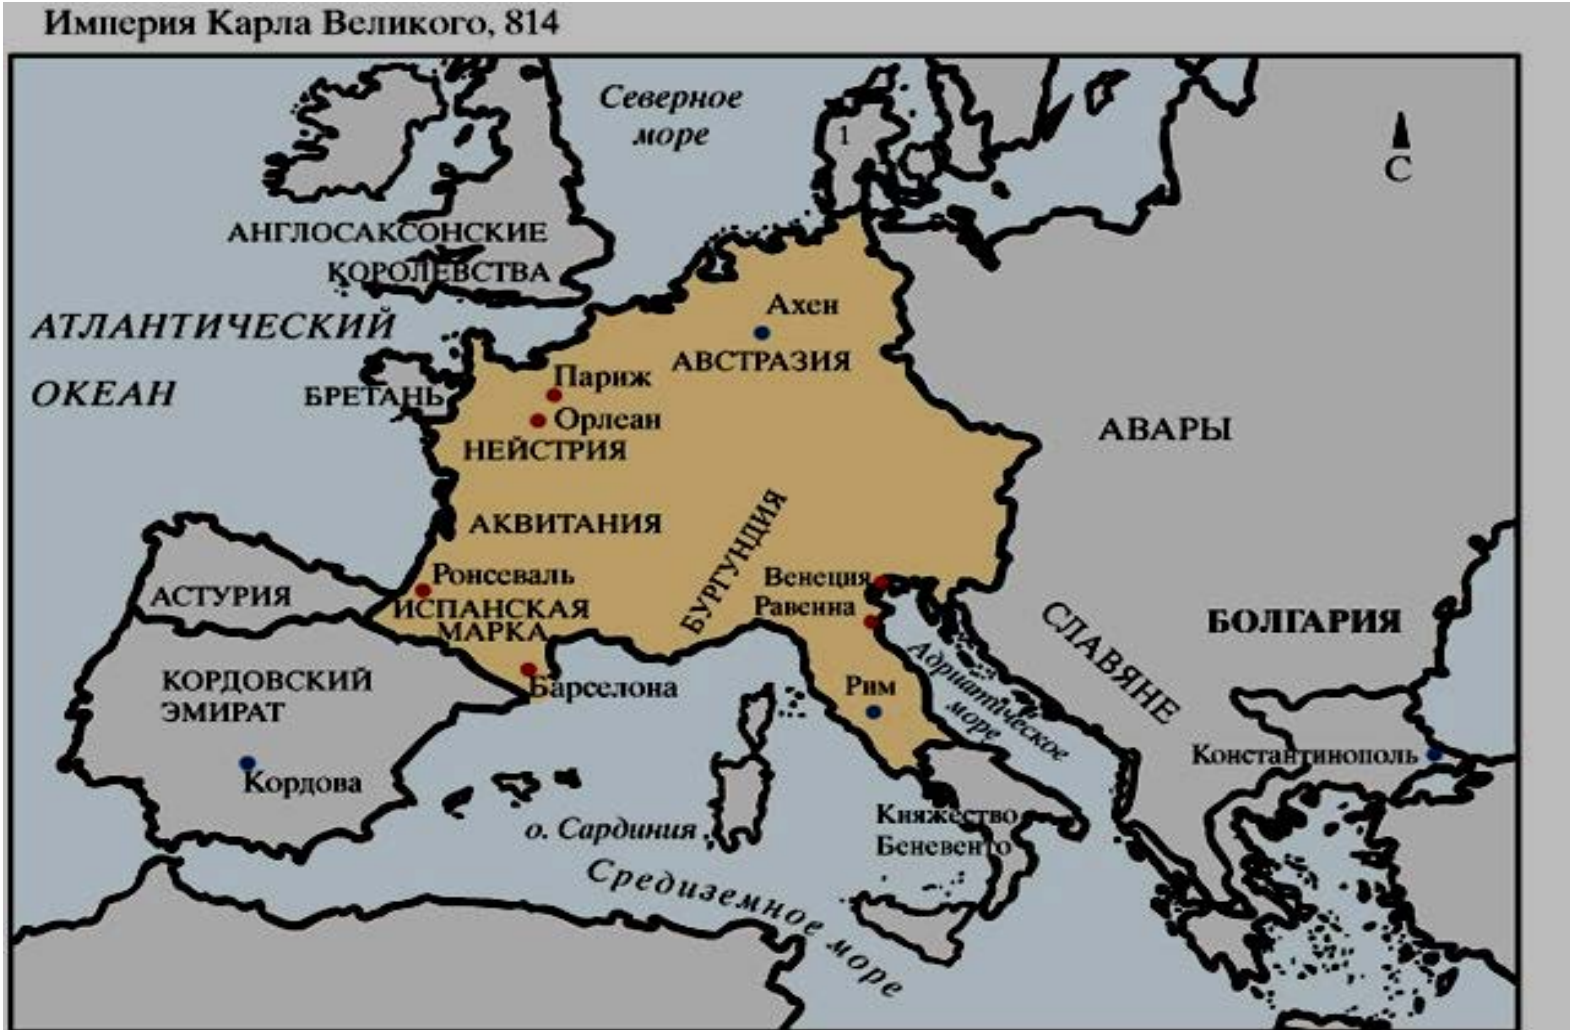 Империя Карла Великого, 814
Северное
море
1
С
АНГЛОСАКСОНСКИЕ
КОРОЛЕВСТВА
АТЛАНТИЧЕСКИЙ
ОКЕАН
Ахен
АВСТРАЗИЯ
Париж
БРЕТАНЬ
Орлеан
НЕЙСТРИЯ
АВАРЫ
АКВИТАНИЯ
БУРГУНДИЯ
Ронсеваль
ИСПАНСКАЯ
МАРКА
Венеция
Равенна
АСТУРИЯ
СЛАВЯНЕ
БОЛГАРИЯ
КОРДОВСКИЙ
ЭМИРАТ
Барселона
Рим
Адриатическое
море
Константинополь
Кордова
о. Сардиния
Княжество
Беневенто
Средиземное море